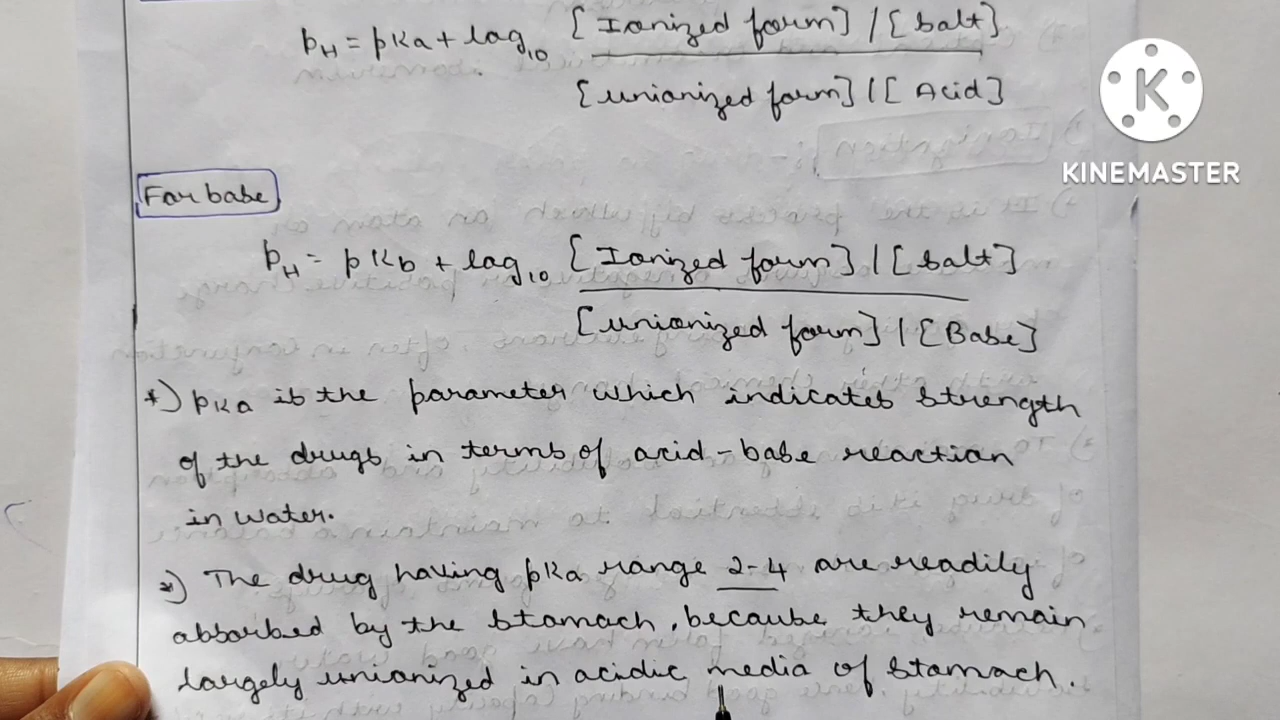 pH = pKa + log10 [Ionized form] / [salt]
[unionized form] / [Acid]
K
KINEMASTER
For base
pH = pKb + log10 [Ionized form] / [salt]
[unionized form] / [Base]
*) pKa is the parameter which indicates strength
of the drugs in terms of acid-base reaction
in water.
*) The drug having pKa range 2-4 are readily
absorbed by the stomach, because they remain
largely unionized in acidic media of stomach.